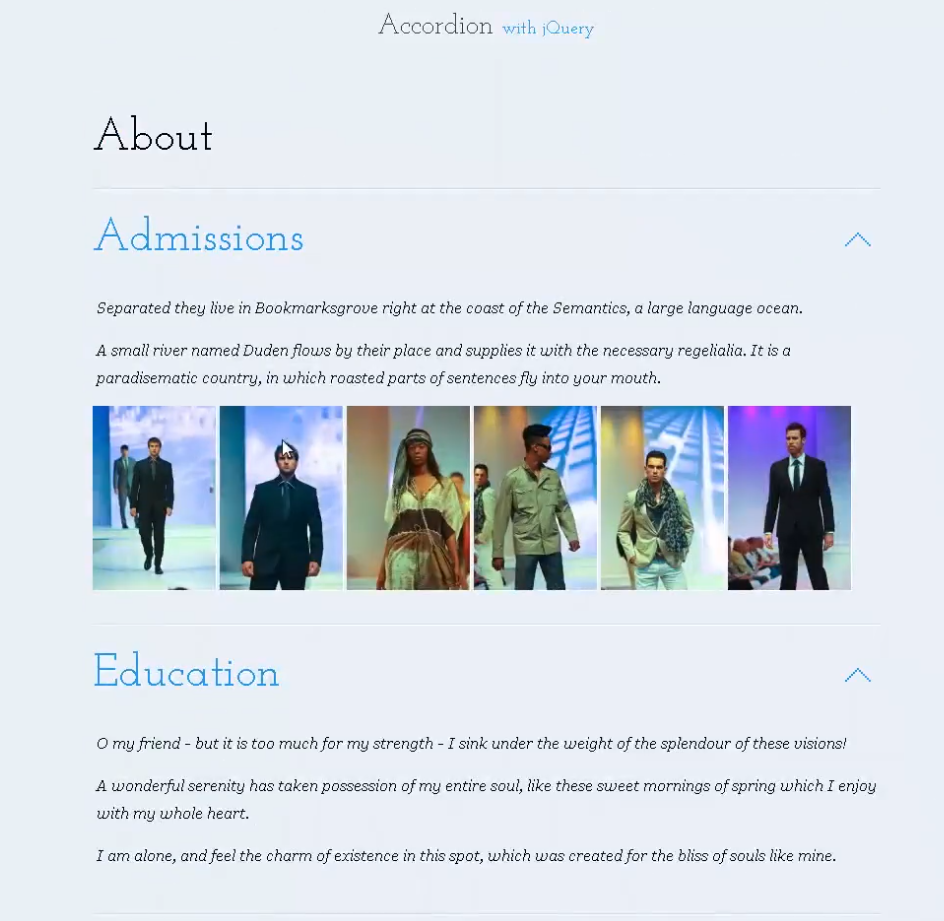 Accordion with jQuery
About
Admissions
Separated they live in Bookmarksgrove right at the coast of the Semantics, a large language ocean.
A small river named Duden flows by their place and supplies it with the necessary regelialia. It is a
paradisematic country, in which roasted parts of sentences fly into your mouth.
Education
O my friend - but it is too much for my strength - I sink under the weight of the splendour of these visions!
A wonderful serenity has taken possession of my entire soul, like these sweet mornings of spring which I enjoy
with my whole heart.
I am alone, and feel the charm of existence in this spot, which was created for the bliss of souls like mine.